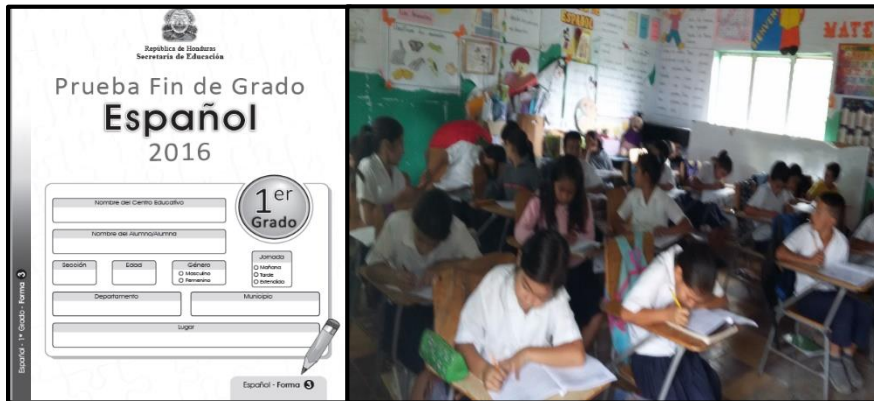 República de Honduras
Secretaría de Educación
Prueba Fin de Grado
Español
2016
1er
Grado
Nombre del Centro Educativo
Nombre del Alumno/Alumna
Sección
Edad
Género
Masculino
Femenino
Jornada
Mañana
Tarde
Extendida
Departamento
Municipio
Lugar
Español - 1er Grado - Forma 3
Español - Forma 3
ESPAÑOL
BIENVENI
MATE